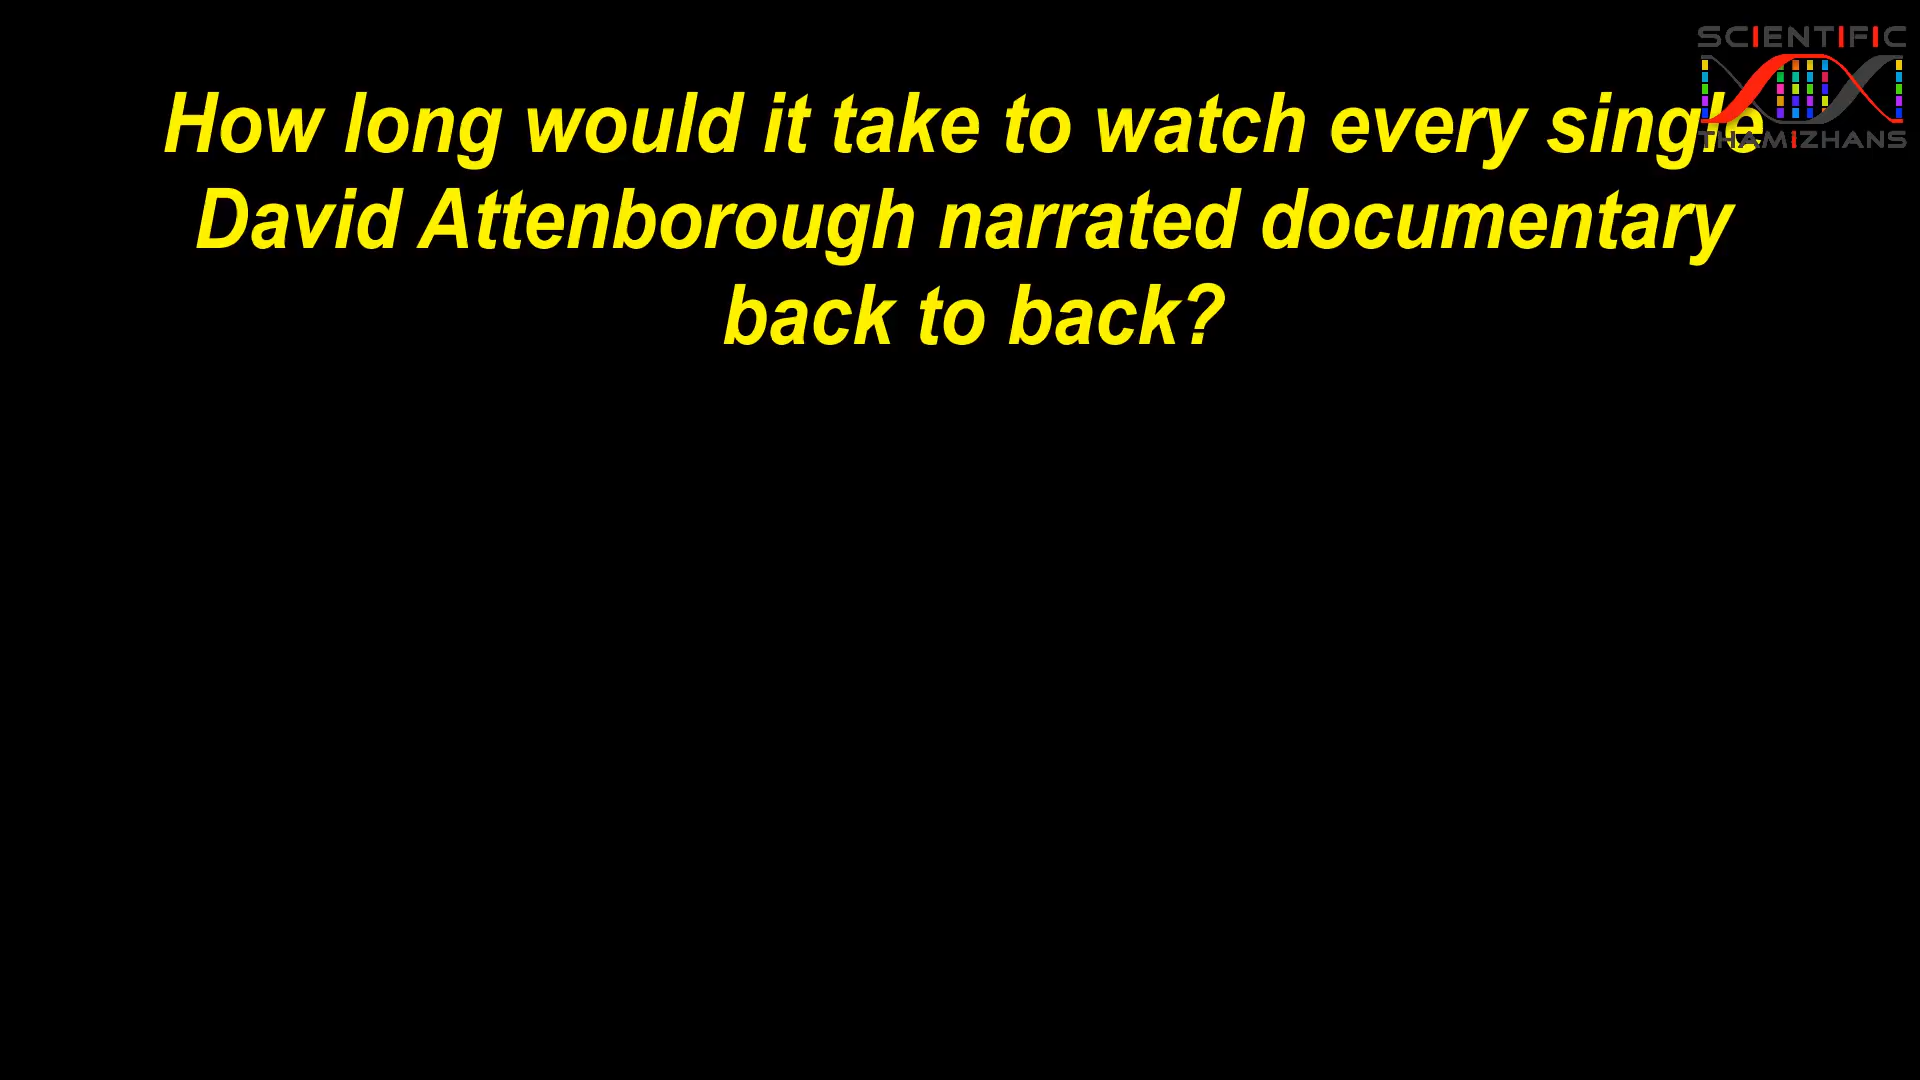 SCIENTIFIC
THAMIZHANS
How long would it take to watch every single
David Attenborough narrated documentary
back to back?